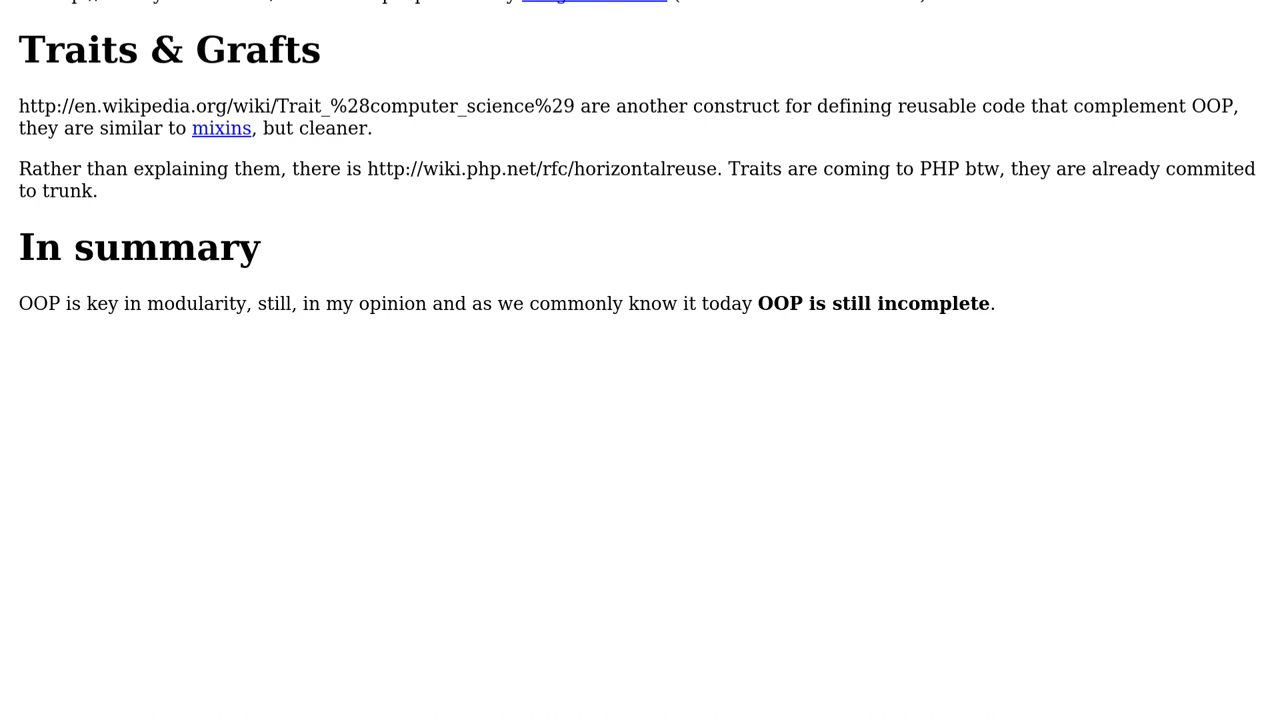 Traits & Grafts
http://en.wikipedia.org/wiki/Trait_%28computer_science%29 are another construct for defining reusable code that complement OOP,
they are similar to mixins, but cleaner.
Rather than explaining them, there is http://wiki.php.net/rfc/horizontalreuse. Traits are coming to PHP btw, they are already commited
to trunk.
In summary
OOP is key in modularity, still, in my opinion and as we commonly know it today OOP is still incomplete.